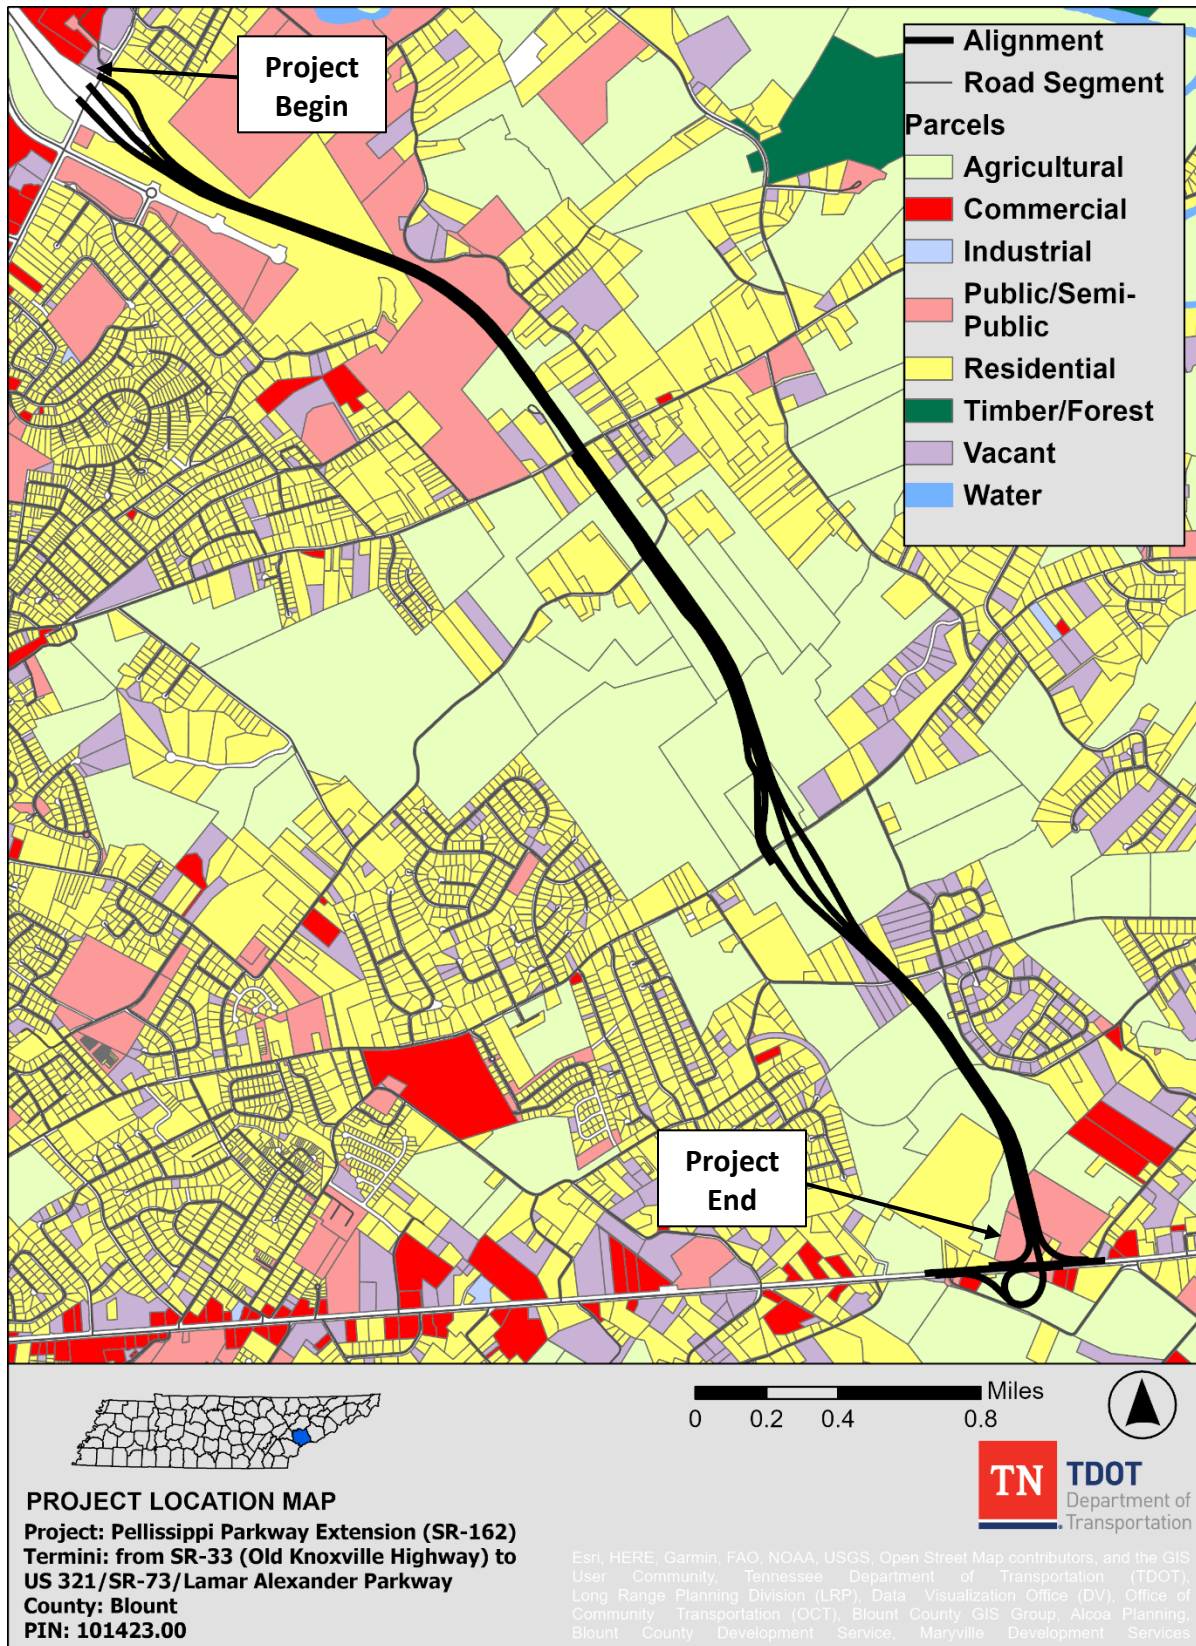 Project
Begin
Alignment
Road Segment
Parcels
Agricultural
Commercial
Industrial
Public/Semi-
Public
Residential
Timber/Forest
Vacant
Water
Project
End
Miles
0 0.2 0.4 0.8
TN
TDOT
Department of
Transportation
PROJECT LOCATION MAP
Project: Pellissippi Parkway Extension (SR-162)
Termini: from SR-33 (Old Knoxville Highway) to
US 321/SR-73/Lamar Alexander Parkway
County: Blount
PIN: 101423.00
Esri, HERE, Garmin, FAO, NOAA, USGS, Open Street Map contributors, and the GIS
User Community, Tennessee Department of Transportation (TDOT),
Long Range Planning Division (LRP), Data Visualization Office (DV), Office of
Community Transportation (OCT), Blount County GIS Group, Alcoa Planning,
Blount County Development Service, Maryville Development Services